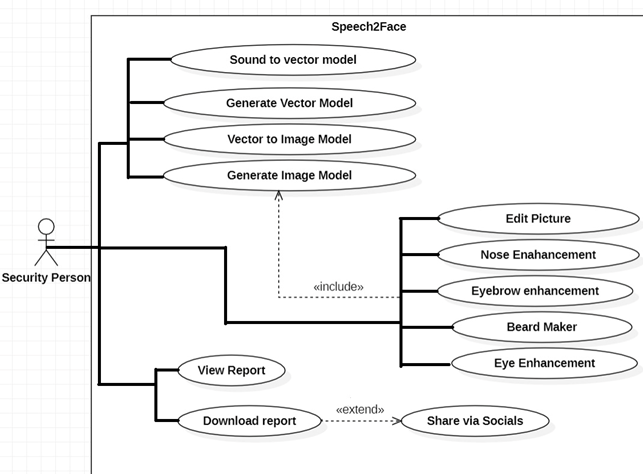 Speech2Face
Sound to vector model
Generate Vector Model
Vector to Image Model
Generate Image Model
Edit Picture
Nose Enahancement
Security Person
«include»
Eyebrow enhancement
Beard Maker
Eye Enhancement
View Report
«extend»
Download report
Share via Socials